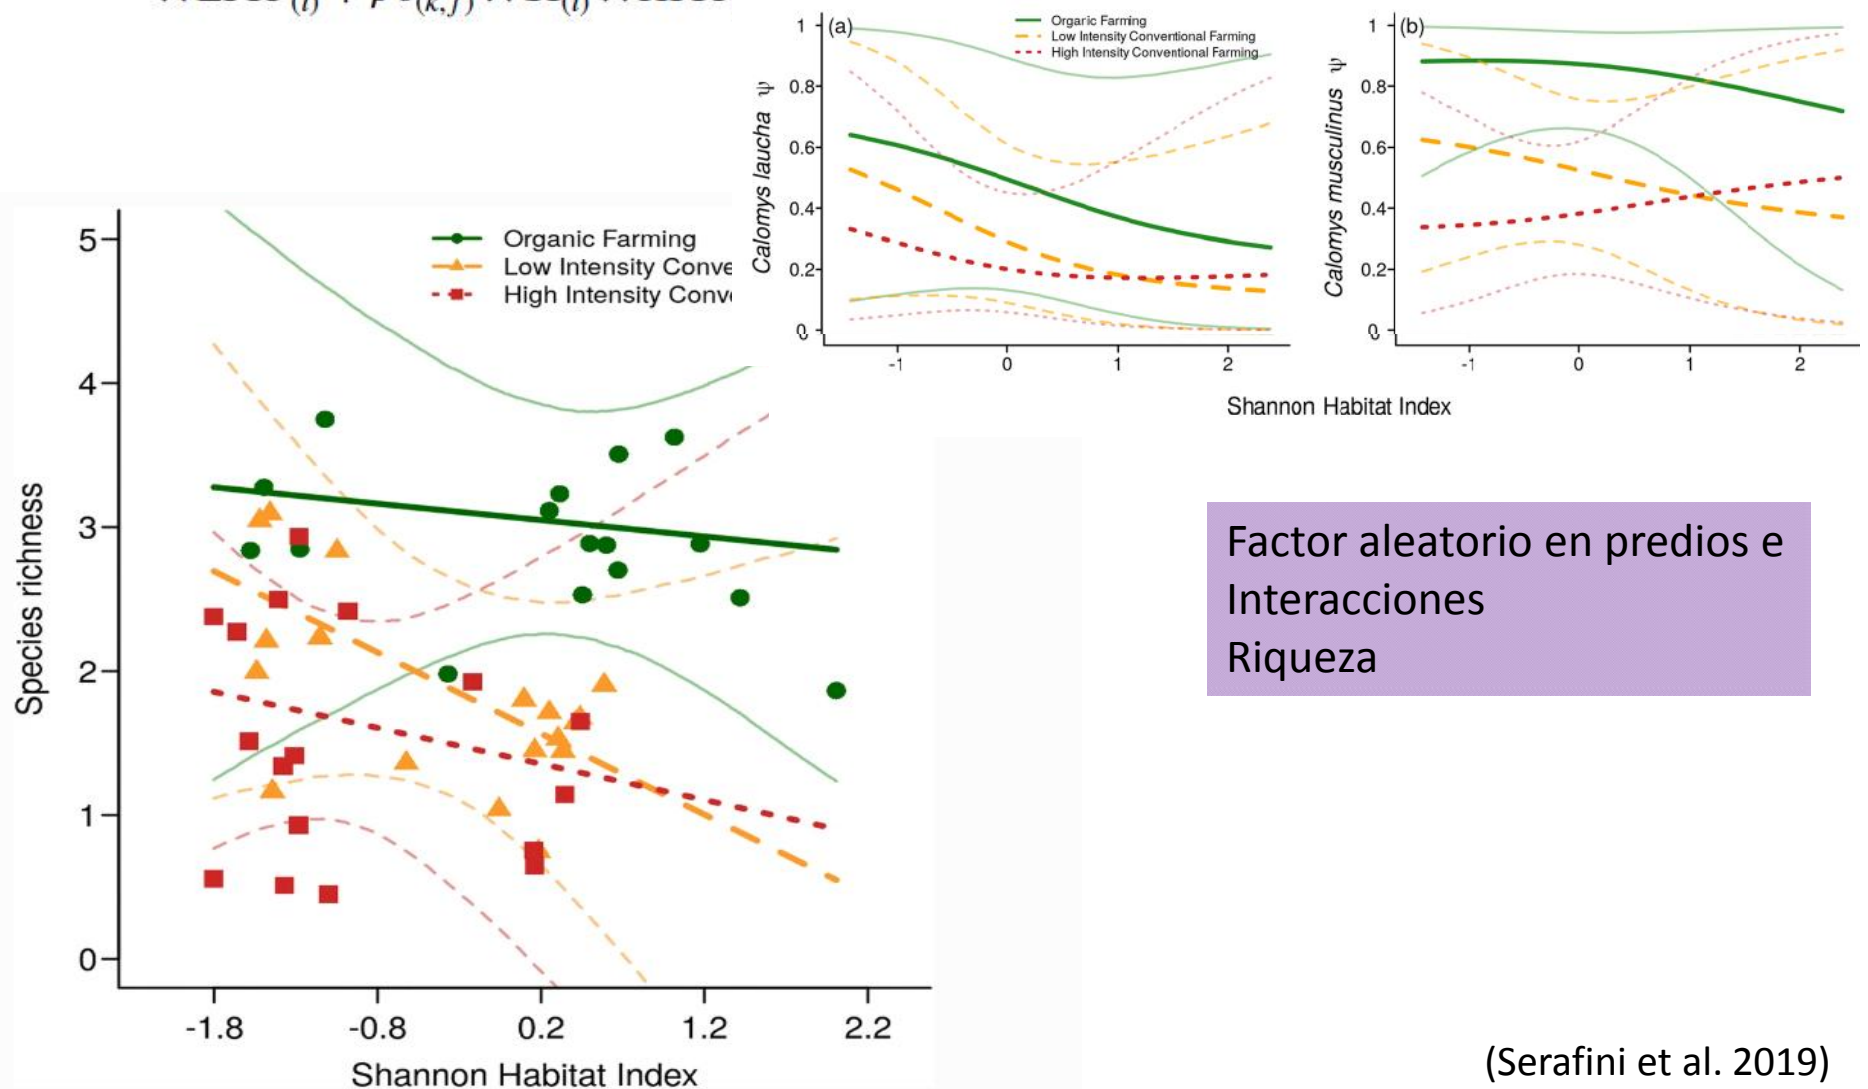 (a)
Organic Farming
Low Intensity Conventional Farming
High Intensity Conventional Farming
Calomys laucha ψ
1
0.8
0.6
0.4
0.2
0
-1 0 1 2
(b)
Calomys musculinus ψ
1
0.8
0.6
0.4
0.2
0
-1 0 1 2
Shannon Habitat Index
Organic Farming
Low Intensity Conve
High Intensity Conv
Species richness
5
4
3
2
1
0
-1.8 -0.8 0.2 1.2 2.2
Shannon Habitat Index
Factor aleatorio en predios e
Interacciones
Riqueza
(Serafini et al. 2019)